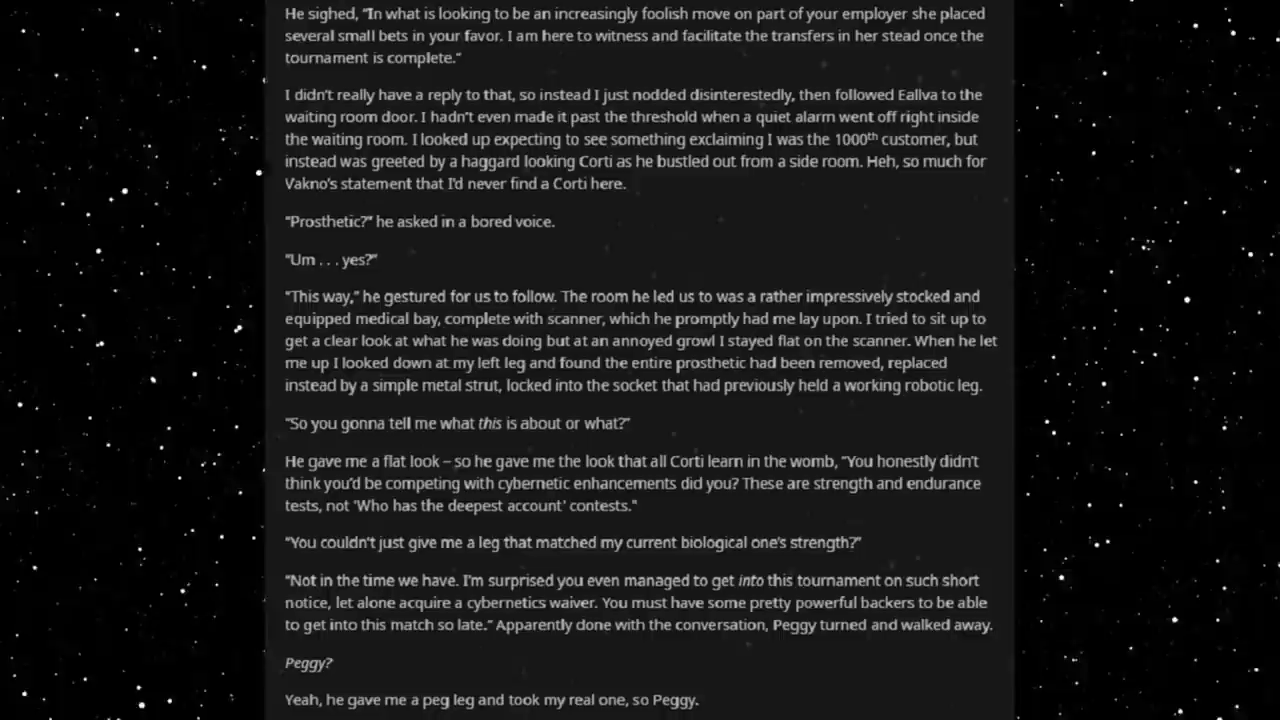 He sighed, “In what is looking to be an increasingly foolish move on part of your employer she placed
several small bets in your favor. I am here to witness and facilitate the transfers in her stead once the
tournament is complete.”
I didn’t really have a reply to that, so instead I just nodded disinterestedly, then followed Eallva to the
waiting room door. I hadn’t even made it past the threshold when a quiet alarm went off right inside
the waiting room. I looked up expecting to see something exclaiming I was the 1000th customer, but
instead was greeted by a haggard looking Corti as he bustled out from a side room. Heh, so much for
Vakno’s statement that I’d never find a Corti here.
“Prosthetic?” he asked in a bored voice.
“Um . . . yes?”
“This way,” he gestured for us to follow. The room he led us to was a rather impressively stocked and
equipped medical bay, complete with scanner, which he promptly had me lay upon. I tried to sit up to
get a clear look at what he was doing but at an annoyed growl I stayed flat on the scanner. When he let
me up I looked down at my left leg and found the entire prosthetic had been removed, replaced
instead by a simple metal strut, locked into the socket that had previously held a working robotic leg.
“So you gonna tell me what this is about or what?”
He gave me a flat look – so he gave me the look that all Corti learn in the womb, “You honestly didn’t
think you’d be competing with cybernetic enhancements did you? These are strength and endurance
tests, not ‘Who has the deepest account’ contests.”
“You couldn’t just give me a leg that matched my current biological one’s strength?”
“Not in the time we have. I’m surprised you even managed to get into this tournament on such short
notice, let alone acquire a cybernetics waiver. You must have some pretty powerful backers to be able
to get into this match so late.” Apparently done with the conversation, Peggy turned and walked away.
Peggy?
Yeah, he gave me a peg leg and took my real one, so Peggy.